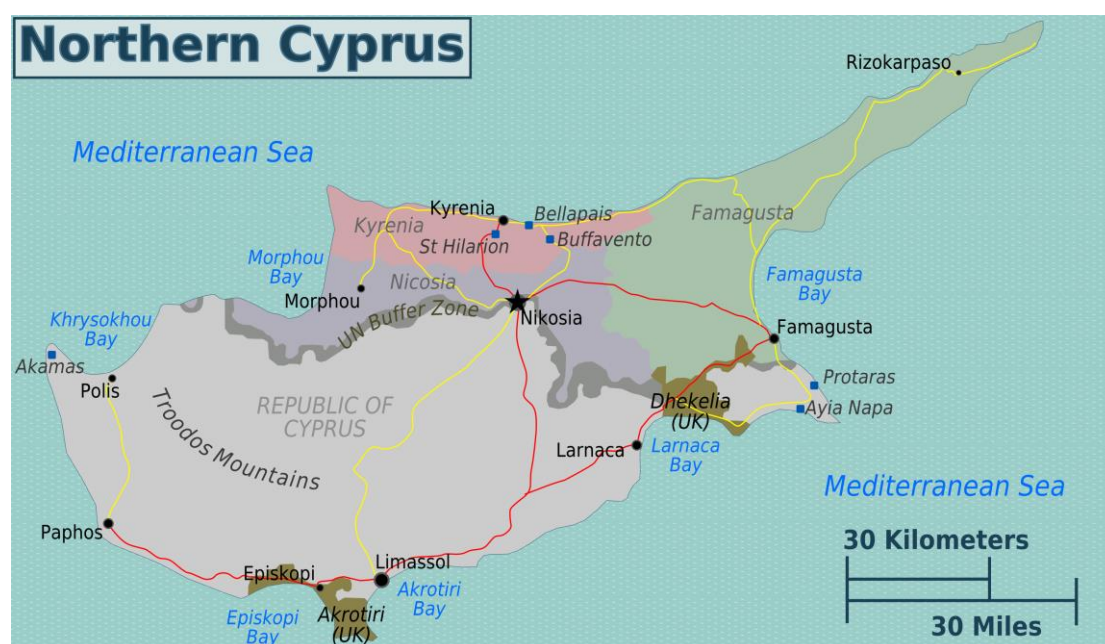 Northern Cyprus
Rizokarpaso
Mediterranean Sea
Kyrenia
Bellapais
Famagusta
Kyrenia
St Hilarion
Buffavento
Morphou
Bay
Nicosia
Famagusta
Bay
Morphou
UN Buffer Zone
Nikosia
Khrysokhou
Bay
Famagusta
Akamas
Polis
Protaras
Dhekelia
(UK)
Ayia Napa
REPUBLIC OF
CYPRUS
Troodos Mountains
Larnaca
Larnaca
Bay
Mediterranean Sea
Paphos
30 Kilometers
Limassol
Episkopi
Akrotiri
Bay
Episkopi
Bay
Akrotiri
(UK)
30 Miles